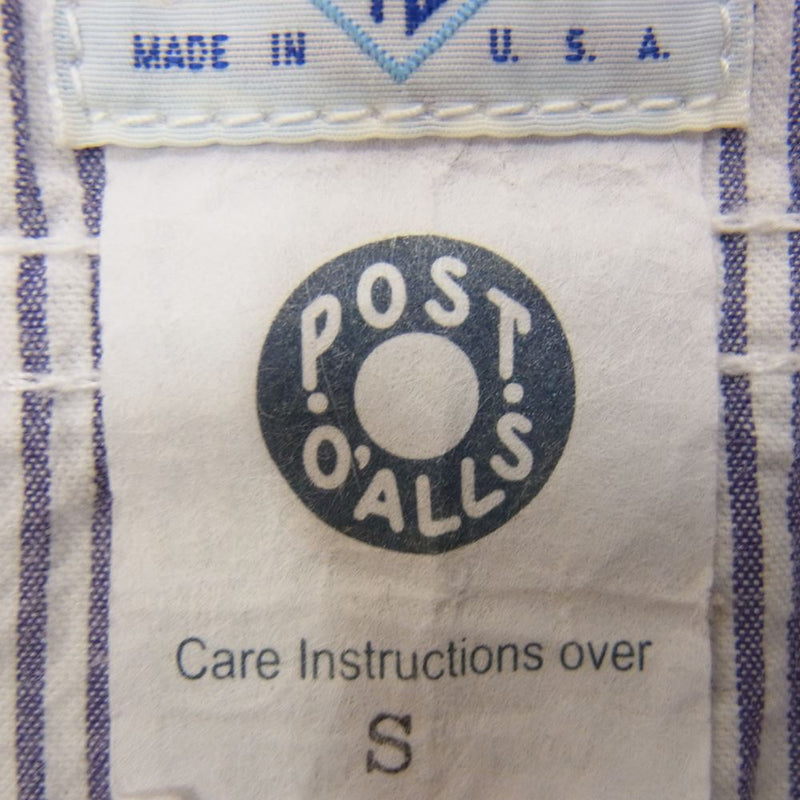 MADE IN U. S. A.
POST
O'ALLS
Care Instructions over
S